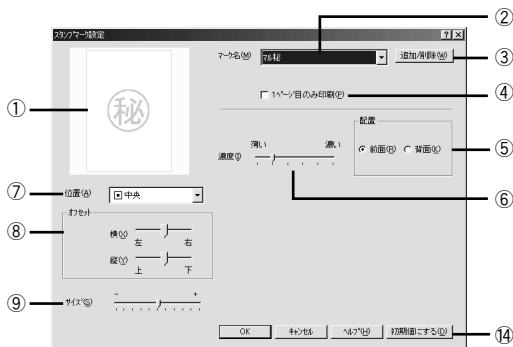 スタンプマーク設定
? ×
①
秘
マーク名(M)
マル秘
②
追加/削除(W)
③
1ページ目のみ印刷(P)
④
濃度(I)
薄い
濃い
⑥
配置
前面(R)
背面(K)
⑤
⑦
位置(A)
中央
⑧
オフセット
横(X)
左
右
縦(Y)
上
下
⑨
サイズ(S)
-
+
OK
キャンセル
ヘルプ(H)
初期値にする(D)
⑭